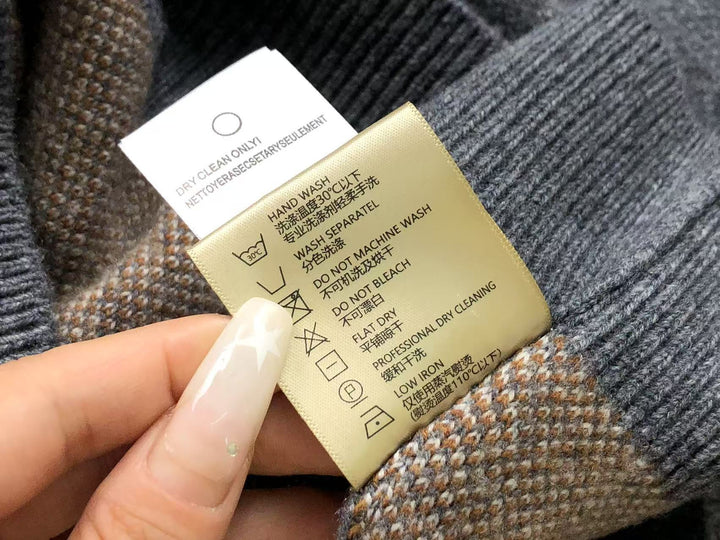 DRY CLEAN ONLY!
NETTOYERASECSETARYSEULEMENT
HAND WASH
洗涤温度30℃以下
专业洗涤剂轻柔手洗
30℃
WASH SEPARATEL
分色洗涤
DO NOT MACHINE WASH
不可机洗及烘干
DO NOT BLEACH
不可漂白
FLAT DRY
平铺晾干
P
PROFESSIONAL DRY CLEANING
缓和干洗
LOW IRON
仅使用蒸汽熨烫
(熨烫温度110℃以下)